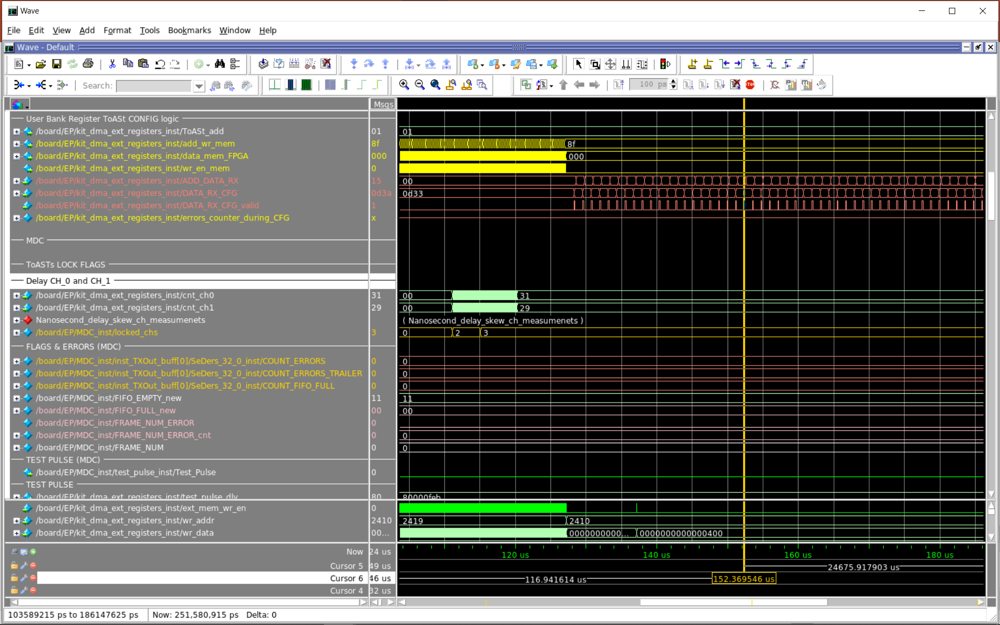 Wave
File Edit View Add Format Tools Bookmarks Window Help
Wave - Default
Search:
100 ps
STOP
Msgs
User Bank Register ToASt CONFIG logic
/board/EP/kit_dma_ext_registers_inst/ToASt_add 01 01
/board/EP/kit_dma_ext_registers_inst/add_wr_mem 8f 8f
/board/EP/kit_dma_ext_registers_inst/data_mem_FPGA 000 000
/board/EP/kit_dma_ext_registers_inst/wr_en_mem 0
/board/EP/kit_dma_ext_registers_inst/ADD_DATA_RX 15 00
/board/EP/kit_dma_ext_registers_inst/DATA_RX_CFG 0d3a 0d33
/board/EP/kit_dma_ext_registers_inst/DATA_RX_CFG_valid 1
/board/EP/kit_dma_ext_registers_inst/errors_counter_during_CFG x
MDC
ToASTs LOCK FLAGS
Delay CH_0 and CH_1
/board/EP/kit_dma_ext_registers_inst/cnt_ch0 31 00 31
/board/EP/kit_dma_ext_registers_inst/cnt_ch1 29 00 29
Nanosecond_delay_skew_ch_measumenets ( Nanosecond_delay_skew_ch_measumenets )
/board/EP/MDC_inst/locked_chs 3 0 2 3
FLAGS & ERRORS (MDC)
/board/EP/MDC_inst/inst_TXOut_buff[0]/SeDers_32_0_inst/COUNT_ERRORS 0 0
/board/EP/MDC_inst/inst_TXOut_buff[0]/SeDers_32_0_inst/COUNT_ERRORS_TRAILER 0 0
/board/EP/MDC_inst/inst_TXOut_buff[0]/SeDers_32_0_inst/COUNT_FIFO_FULL 0 0
/board/EP/MDC_inst/FIFO_EMPTY_new 11 11
/board/EP/MDC_inst/FIFO_FULL_new 00 00
/board/EP/MDC_inst/FRAME_NUM_ERROR 0
/board/EP/MDC_inst/FRAME_NUM_ERROR_cnt 0 0
/board/EP/MDC_inst/FRAME_NUM 0 0
TEST PULSE (MDC)
/board/EP/MDC_inst/test_pulse_inst/Test_Pulse 0
TEST PULSE
/board/EP/kit_dma_ext_registers_inst/test_pulse_dly 80 80000feb
/board/EP/kit_dma_ext_registers_inst/ext_mem_wr_en 0
/board/EP/kit_dma_ext_registers_inst/wr_addr 2410 2419 2410
/board/EP/kit_dma_ext_registers_inst/wr_data 00... 0000000000... 0000000000000400
Now 24 us 120 us 140 us 160 us 180 us
Cursor 5 49 us 24675.917903 us
Cursor 6 46 us 116.941614 us 152.369546 us
Cursor 4 32 us
103589215 ps to 186147625 ps Now: 251,580,915 ps Delta: 0